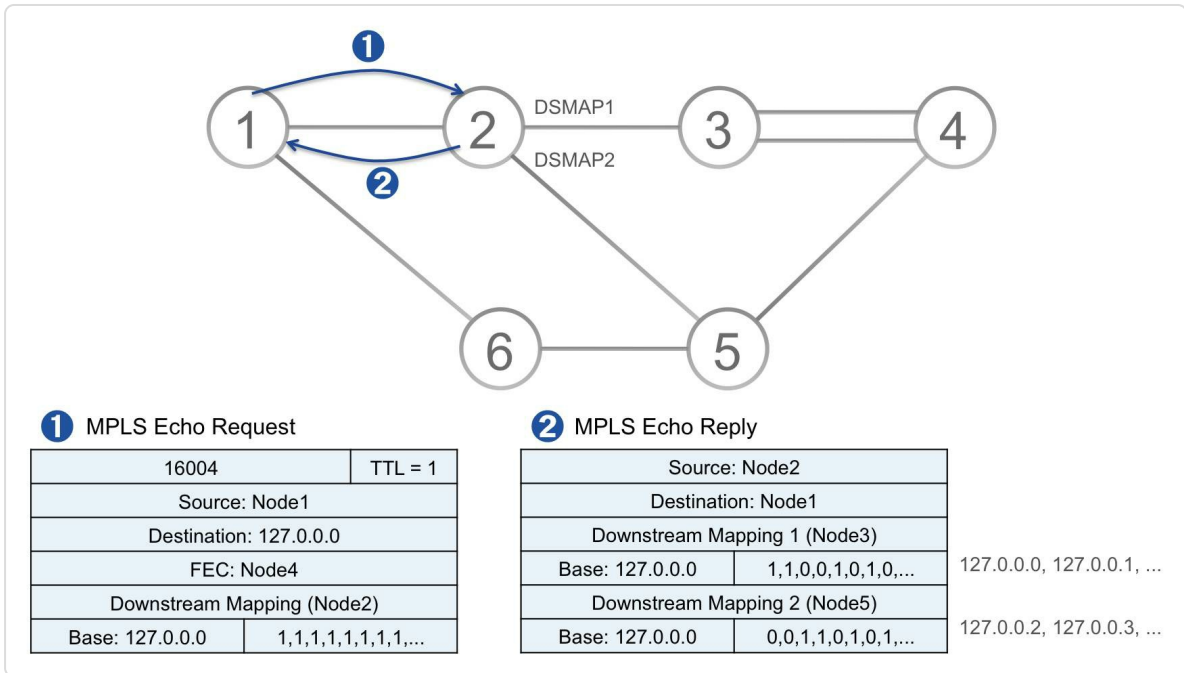 1
1 2 DSMAP1 3 4
DSMAP2
2
6 5
1 MPLS Echo Request
16004 TTL = 1
Source: Node1
Destination: 127.0.0.0
FEC: Node4
Downstream Mapping (Node2)
Base: 127.0.0.0 1,1,1,1,1,1,1,1,...
2 MPLS Echo Reply
Source: Node2
Destination: Node1
Downstream Mapping 1 (Node3)
Base: 127.0.0.0 1,1,0,0,1,0,1,0,... 127.0.0.0, 127.0.0.1, ...
Downstream Mapping 2 (Node5)
Base: 127.0.0.0 0,0,1,1,0,1,0,1,... 127.0.0.2, 127.0.0.3, ...